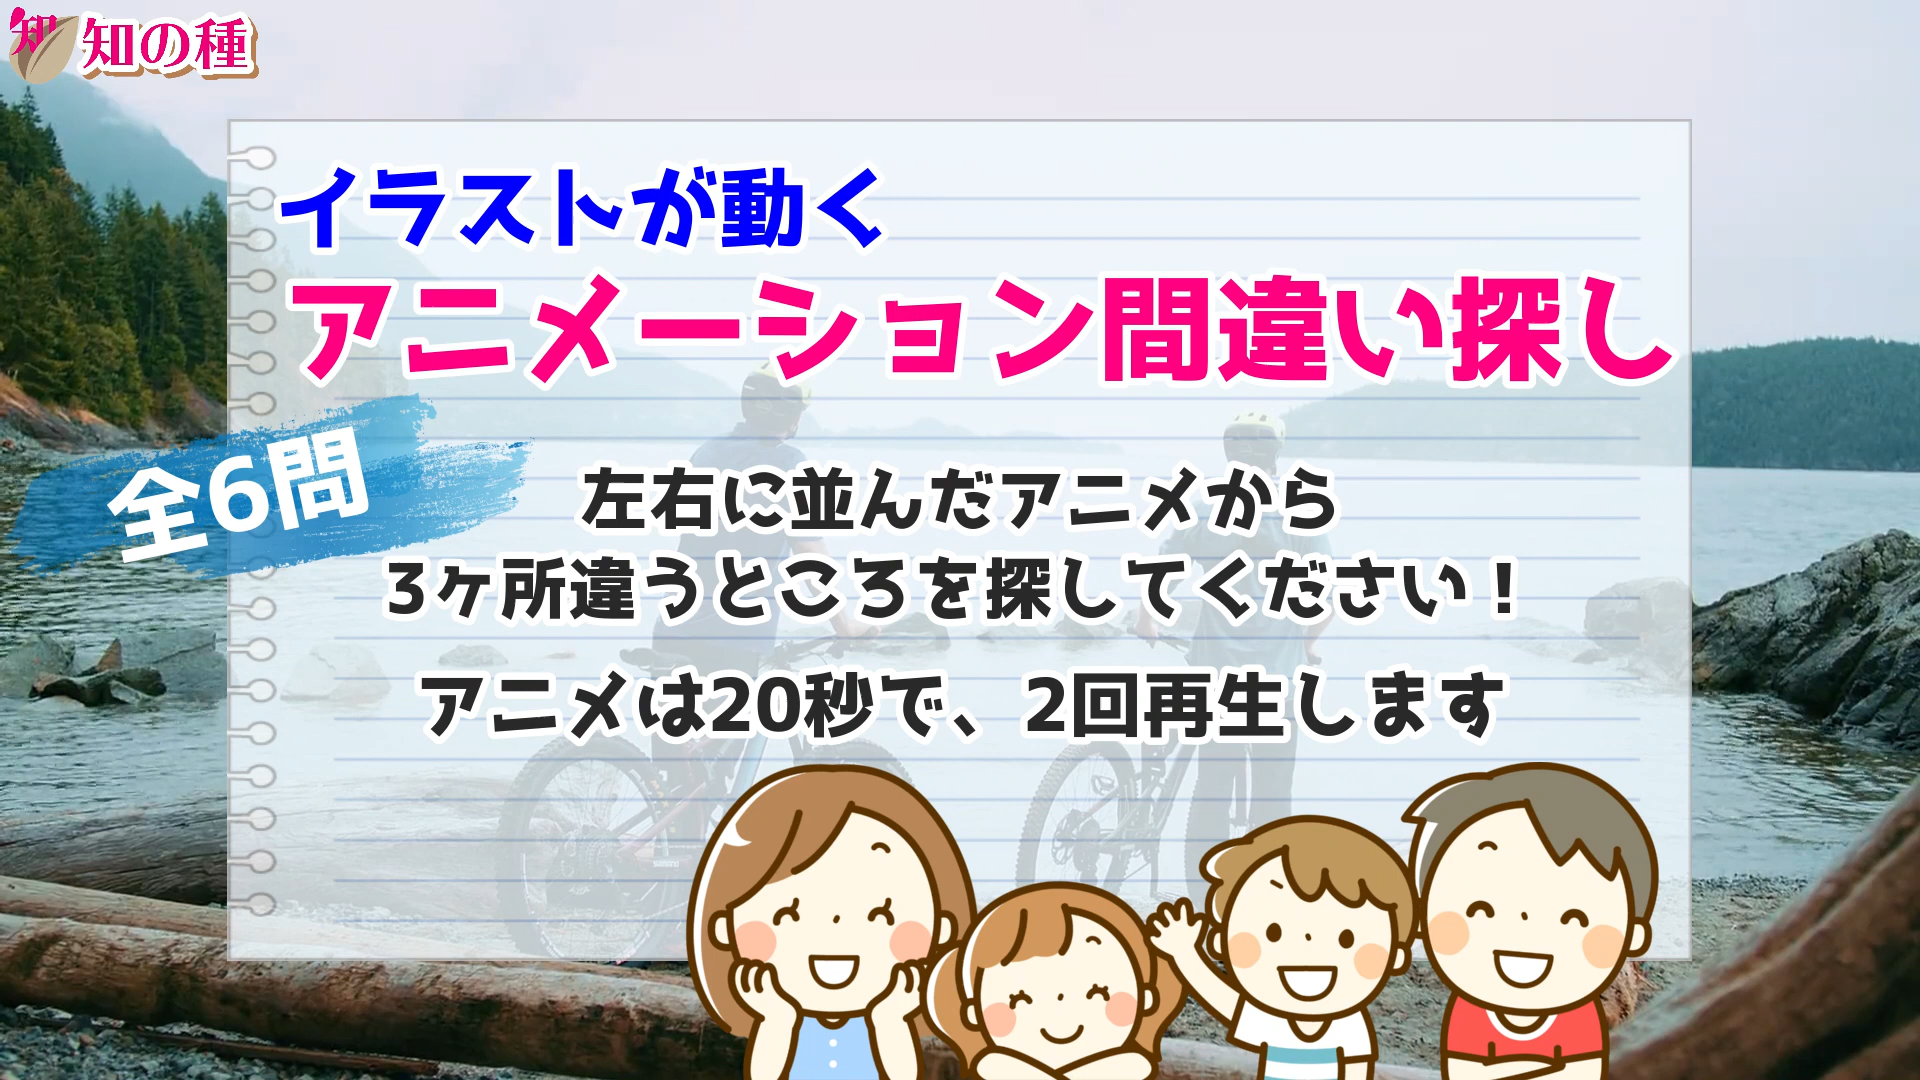 知の種
イラストが動く
アニメーション間違い探し
全6問
左右に並んだアニメから
3ヶ所違うところを探してください！
アニメは20秒で、2回再生します